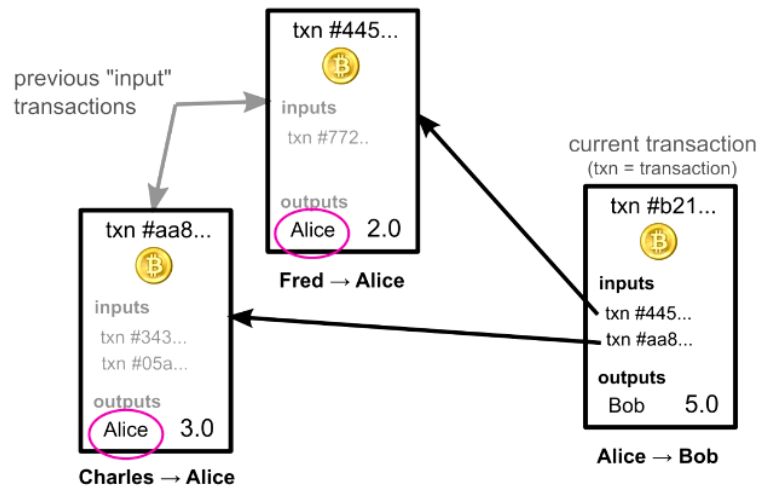 previous "input"
transactions
txn #445...
inputs
txn #772..
outputs
Alice 2.0
Fred → Alice
txn #aa8...
inputs
txn #343...
txn #05a...
outputs
Alice 3.0
Charles → Alice
current transaction
(txn = transaction)
txn #b21...
inputs
txn #445...
txn #aa8...
outputs
Bob 5.0
Alice → Bob